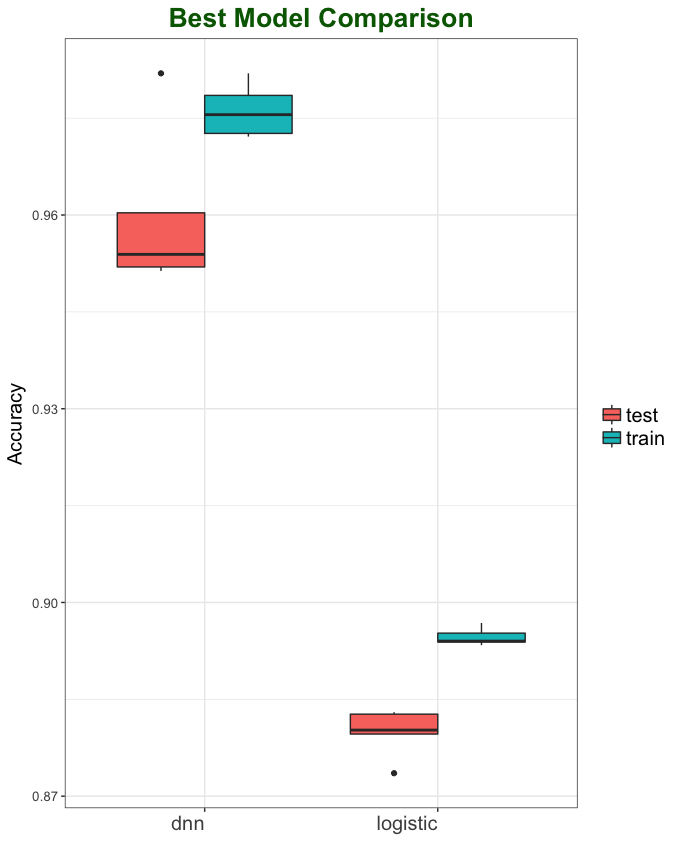 Best Model Comparison
Accuracy
0.96
0.93
0.90
0.87
dnn
logistic
test
train